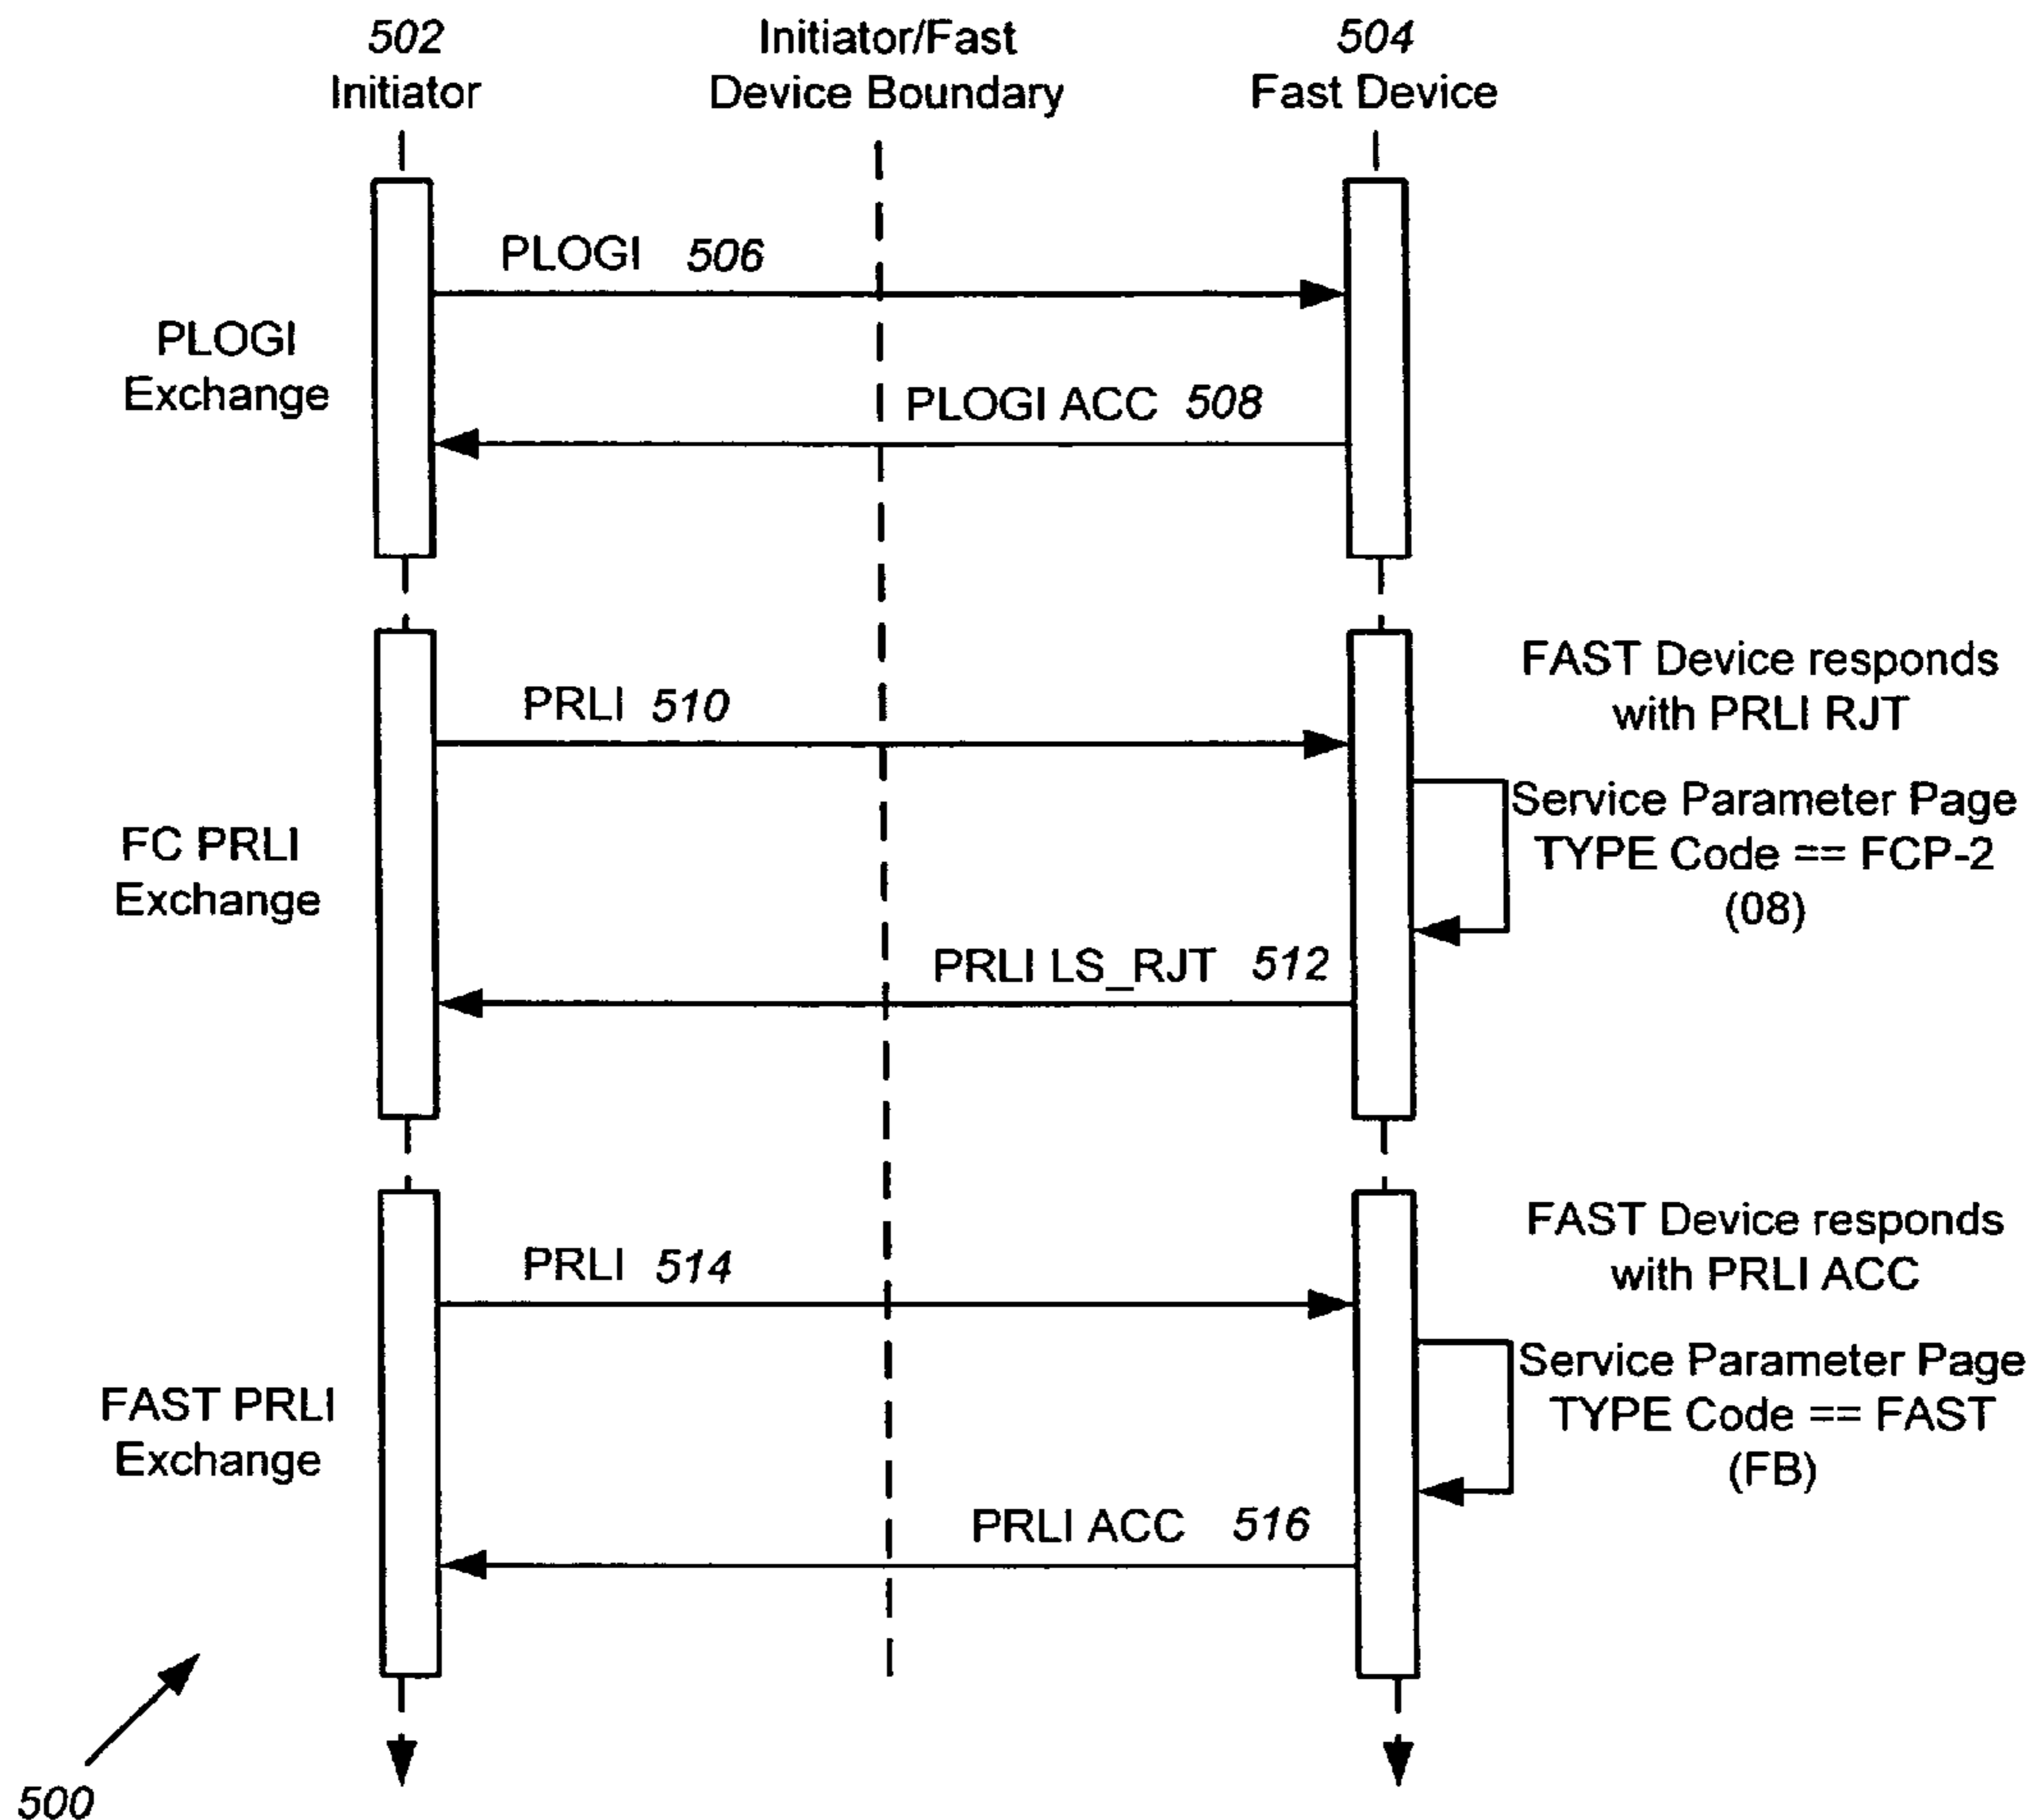 502
Initiator
Initiator/Fast
Device Boundary
504
Fast Device
PLOGI 506
PLOGI
Exchange
PLOGI ACC 508
PRLI 510
FAST Device responds
with PRLI RJT
Service Parameter Page
TYPE Code == FCP-2
(08)
FC PRLI
Exchange
PRLI LS_RJT 512
PRLI 514
FAST Device responds
with PRLI ACC
Service Parameter Page
TYPE Code == FAST
(FB)
FAST PRLI
Exchange
PRLI ACC 516
500